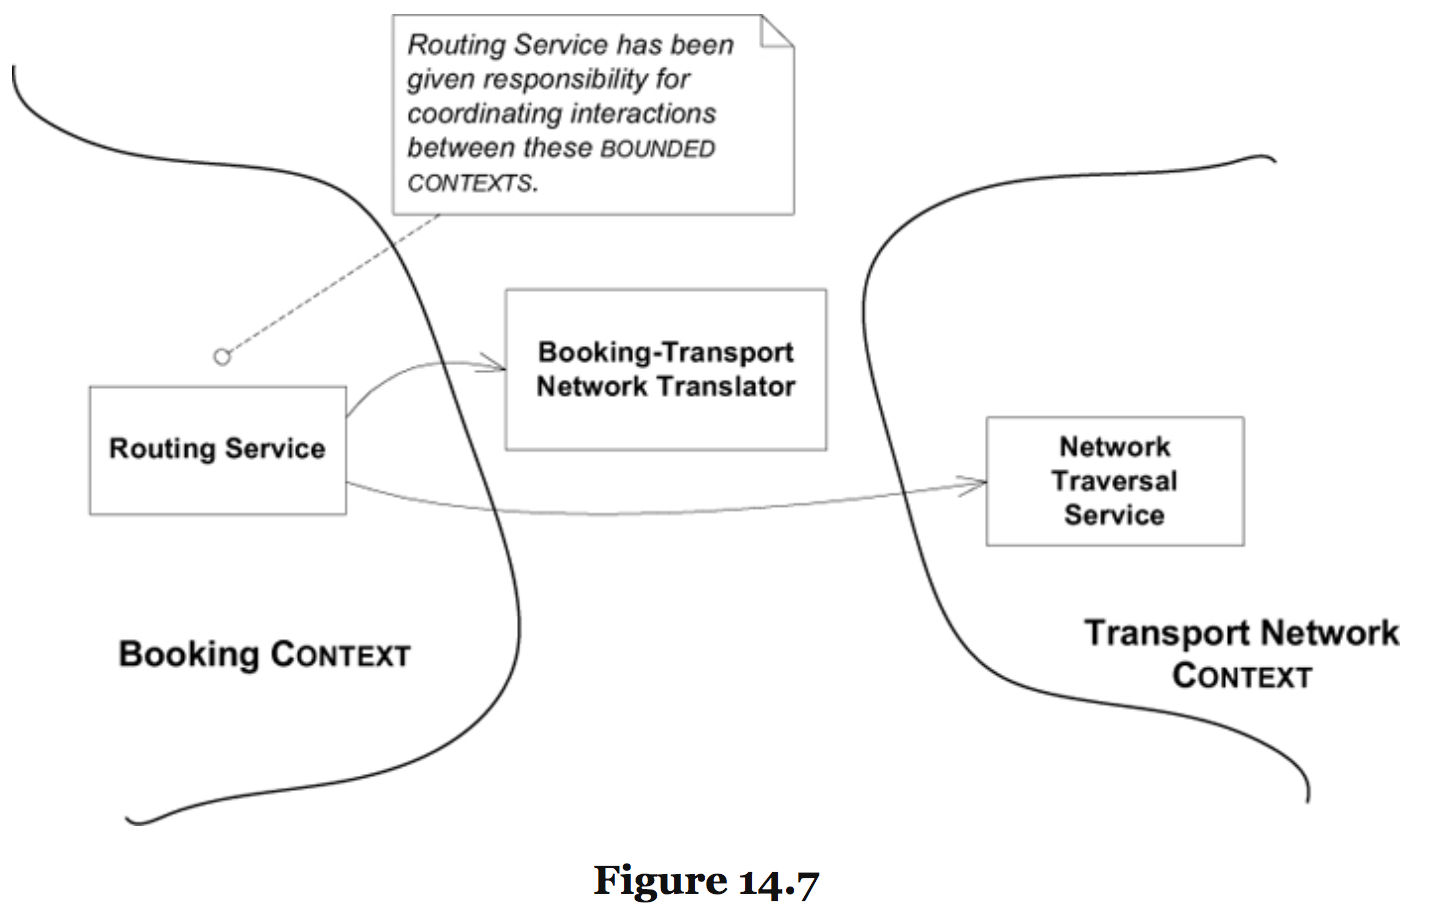 Routing Service has been
given responsibility for
coordinating interactions
between these BOUNDED
CONTEXTS.
Booking-Transport
Network Translator
Routing Service
Network
Traversal
Service
Booking CONTEXT
Transport Network
CONTEXT
Figure 14.7